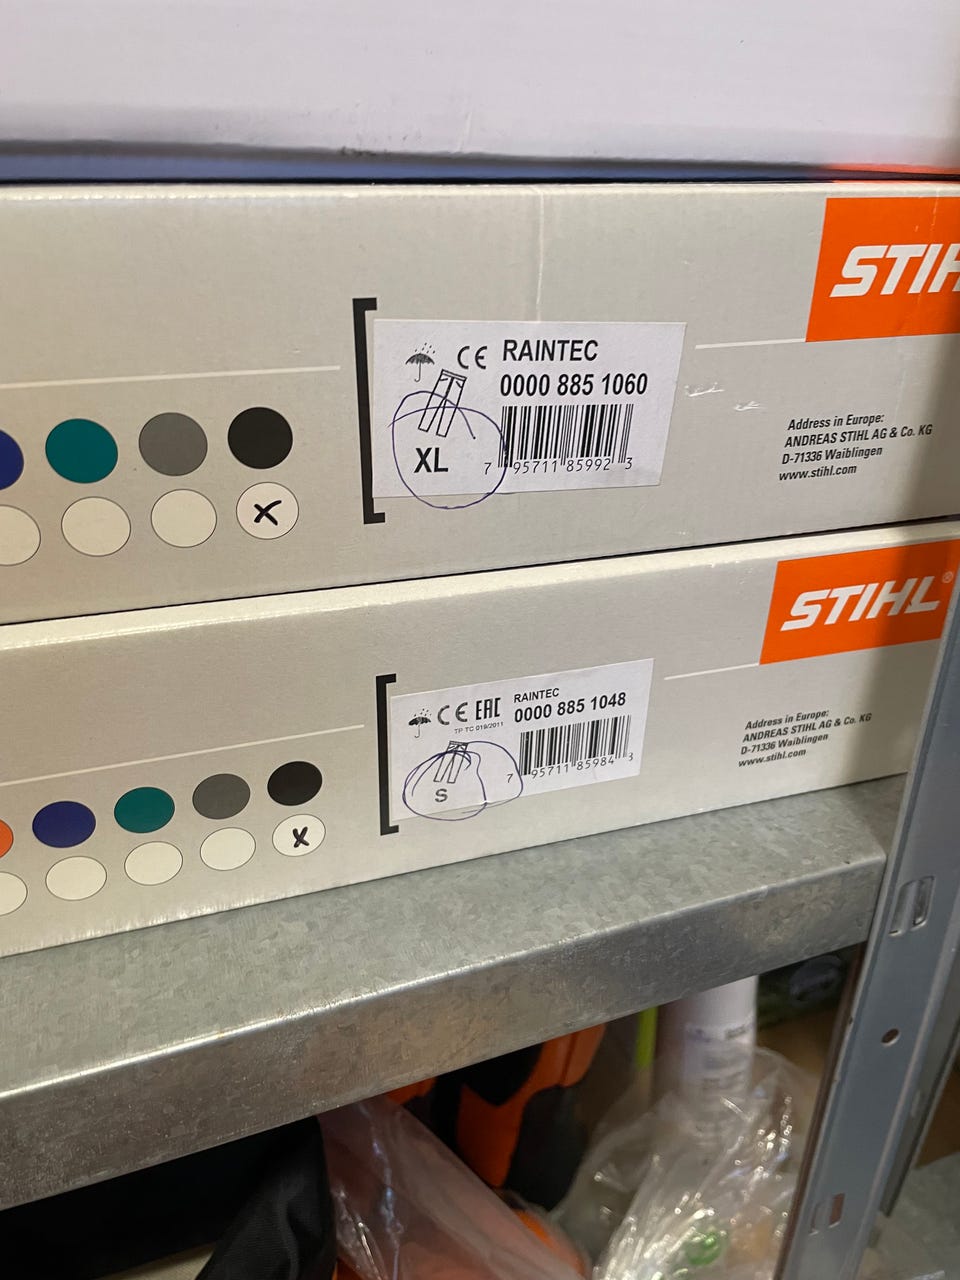 STIH
RAINTEC
CE
0000 885 1060
XL
7 95711 85992 3
Address in Europe:
ANDREAS STIHL AG & Co. KG
D-71336 Waiblingen
www.stihl.com
X
STIHL®
RAINTEC
CE EAC
0000 885 1048
TP TC 019/2011
S
7 95711 85984 3
Address in Europe:
ANDREAS STIHL AG & Co. KG
D-71336 Waiblingen
www.stihl.com
X